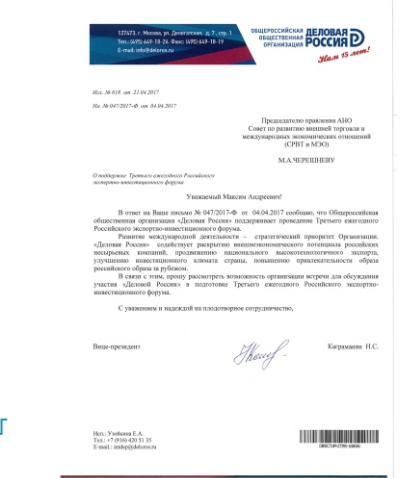 127473, г. Москва, ул. Делегатская, д. 7, стр. 1
Тел.: (495) 649-18-26 Факс: (495) 649-18-19
E-mail: info@deloros.ru
ОБЩЕРОССИЙСКАЯ
ОБЩЕСТВЕННАЯ
ОРГАНИЗАЦИЯ
ДЕЛОВАЯ
РОССИЯ
Нам 15 лет!
Исх. № 618 от 21.04.2017
На № 047/2017-Ф от 04.04.2017
Председателю правления АНО
Совет по развитию внешней торговли и
международных экономических отношений
(СРВТ и МЭО)
М.А.ЧЕРЕШНЕВУ
О поддержке Третьего ежегодного Российского
экспортно-инвестиционного форума
Уважаемый Максим Андреевич!
В ответ на Ваше письмо № 047/2017-Ф от 04.04.2017 сообщаю, что Общероссийская
общественная организация «Деловая Россия» поддерживает проведение Третьего ежегодного
Российского экспортно-инвестиционного форума.
Развитие международной деятельности – стратегический приоритет Организации.
«Деловая Россия» содействует раскрытию внешнеэкономического потенциала российских
несырьевых компаний, продвижению национального высокотехнологичного экспорта,
улучшению инвестиционного климата страны, повышению привлекательности образа
российского образа за рубежом.
В связи с этим, прошу рассмотреть возможность организации встречи для обсуждения
участия «Деловой России» в подготовке Третьего ежегодного Российского экспортно-
инвестиционного форума.
С уважением и надеждой на плодотворное сотрудничество,
Вице-президент
Каграманян Н.С.
Исп.: Узойкина Е.А.
Тел.: +7 (916) 420 51 35
E-mail.: imdep@deloros.ru